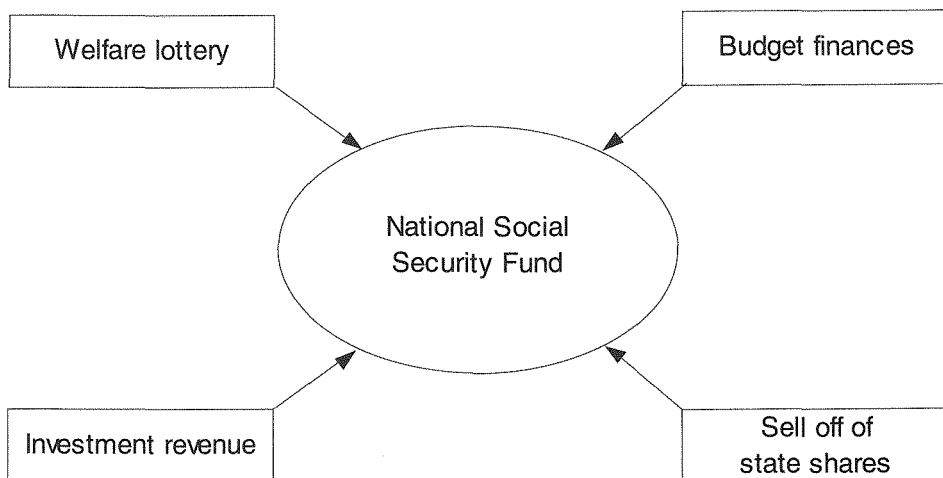 Welfare lottery
Budget finances
National Social
Security Fund
Investment revenue
Sell off of
state shares